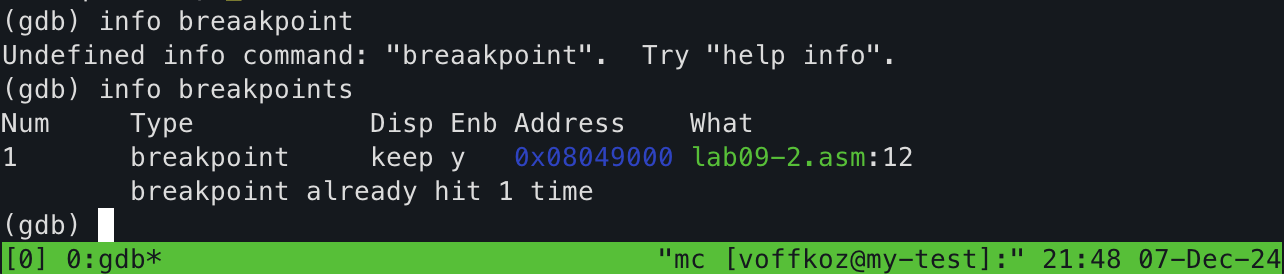 (gdb) info breaakpoint
Undefined info command: "breaakpoint".  Try "help info".
(gdb) info breakpoints
Num     Type           Disp Enb Address    What
1       breakpoint     keep y   0x08049000 lab09-2.asm:12
        breakpoint already hit 1 time
(gdb)
[0] 0:gdb*                               "mc [voffkoz@my-test]:" 21:48 07-Dec-24